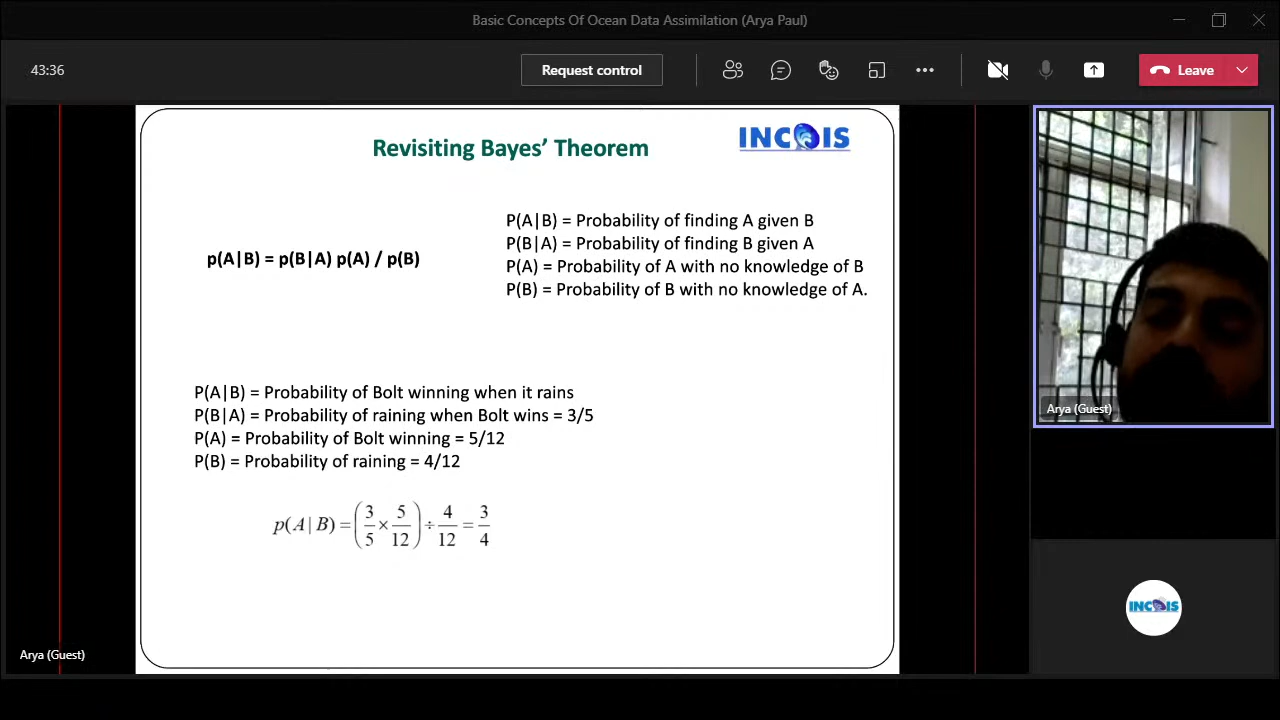 Basic Concepts Of Ocean Data Assimilation (Arya Paul)
43:36
Request control
Leave
Revisiting Bayes' Theorem
INCOIS
p(A|B) = p(B|A) p(A) / p(B)
P(A|B) = Probability of finding A given B
P(B|A) = Probability of finding B given A
P(A) = Probability of A with no knowledge of B
P(B) = Probability of B with no knowledge of A.
P(A|B) = Probability of Bolt winning when it rains
P(B|A) = Probability of raining when Bolt wins = 3/5
P(A) = Probability of Bolt winning = 5/12
P(B) = Probability of raining = 4/12
p(A|B) = (3/5 × 5/12) ÷ 4/12 = 3/4
Arya (Guest)
Arya (Guest)
INCOIS